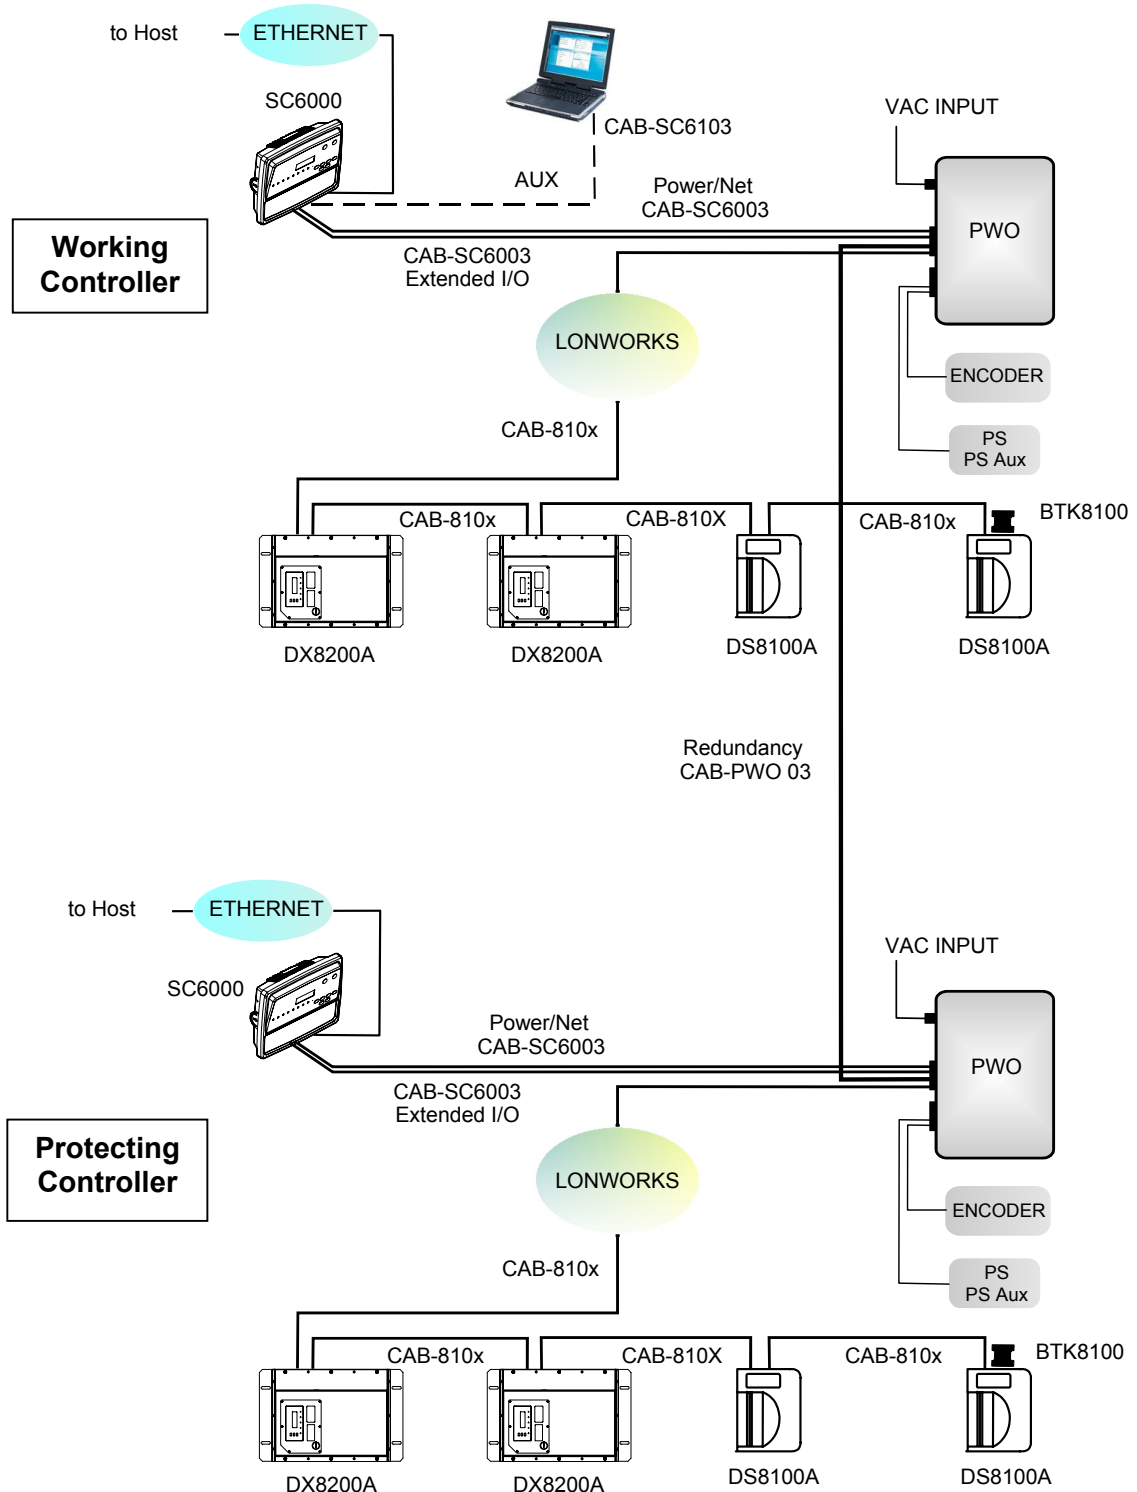 to Host
ETHERNET
SC6000
CAB-SC6103
VAC INPUT
AUX
Power/Net
CAB-SC6003
PWO
Working
Controller
CAB-SC6003
Extended I/O
LONWORKS
ENCODER
CAB-810x
PS
PS Aux
CAB-810x
CAB-810X
CAB-810x
BTK8100
DX8200A
DX8200A
DS8100A
DS8100A
Redundancy
CAB-PWO 03
to Host
ETHERNET
VAC INPUT
SC6000
Power/Net
CAB-SC6003
PWO
CAB-SC6003
Extended I/O
Protecting
Controller
LONWORKS
ENCODER
CAB-810x
PS
PS Aux
CAB-810x
CAB-810X
CAB-810x
BTK8100
DX8200A
DX8200A
DS8100A
DS8100A